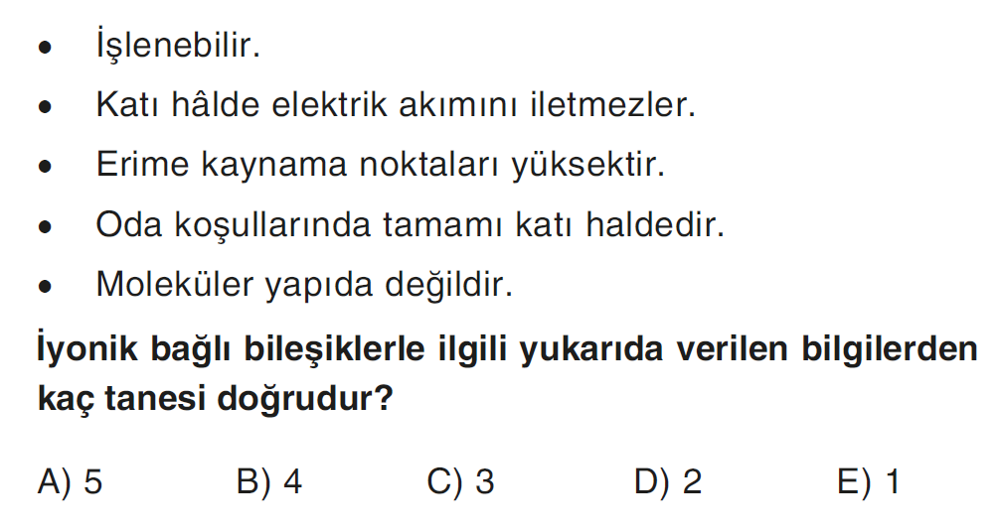 • İşlenebilir.
• Katı hâlde elektrik akımını iletmezler.
• Erime kaynama noktaları yüksektir.
• Oda koşullarında tamamı katı haldedir.
• Moleküler yapıda değildir.
İyonik bağlı bileşiklerle ilgili yukarıda verilen bilgilerden
kaç tanesi doğrudur?
A) 5 B) 4 C) 3 D) 2 E) 1